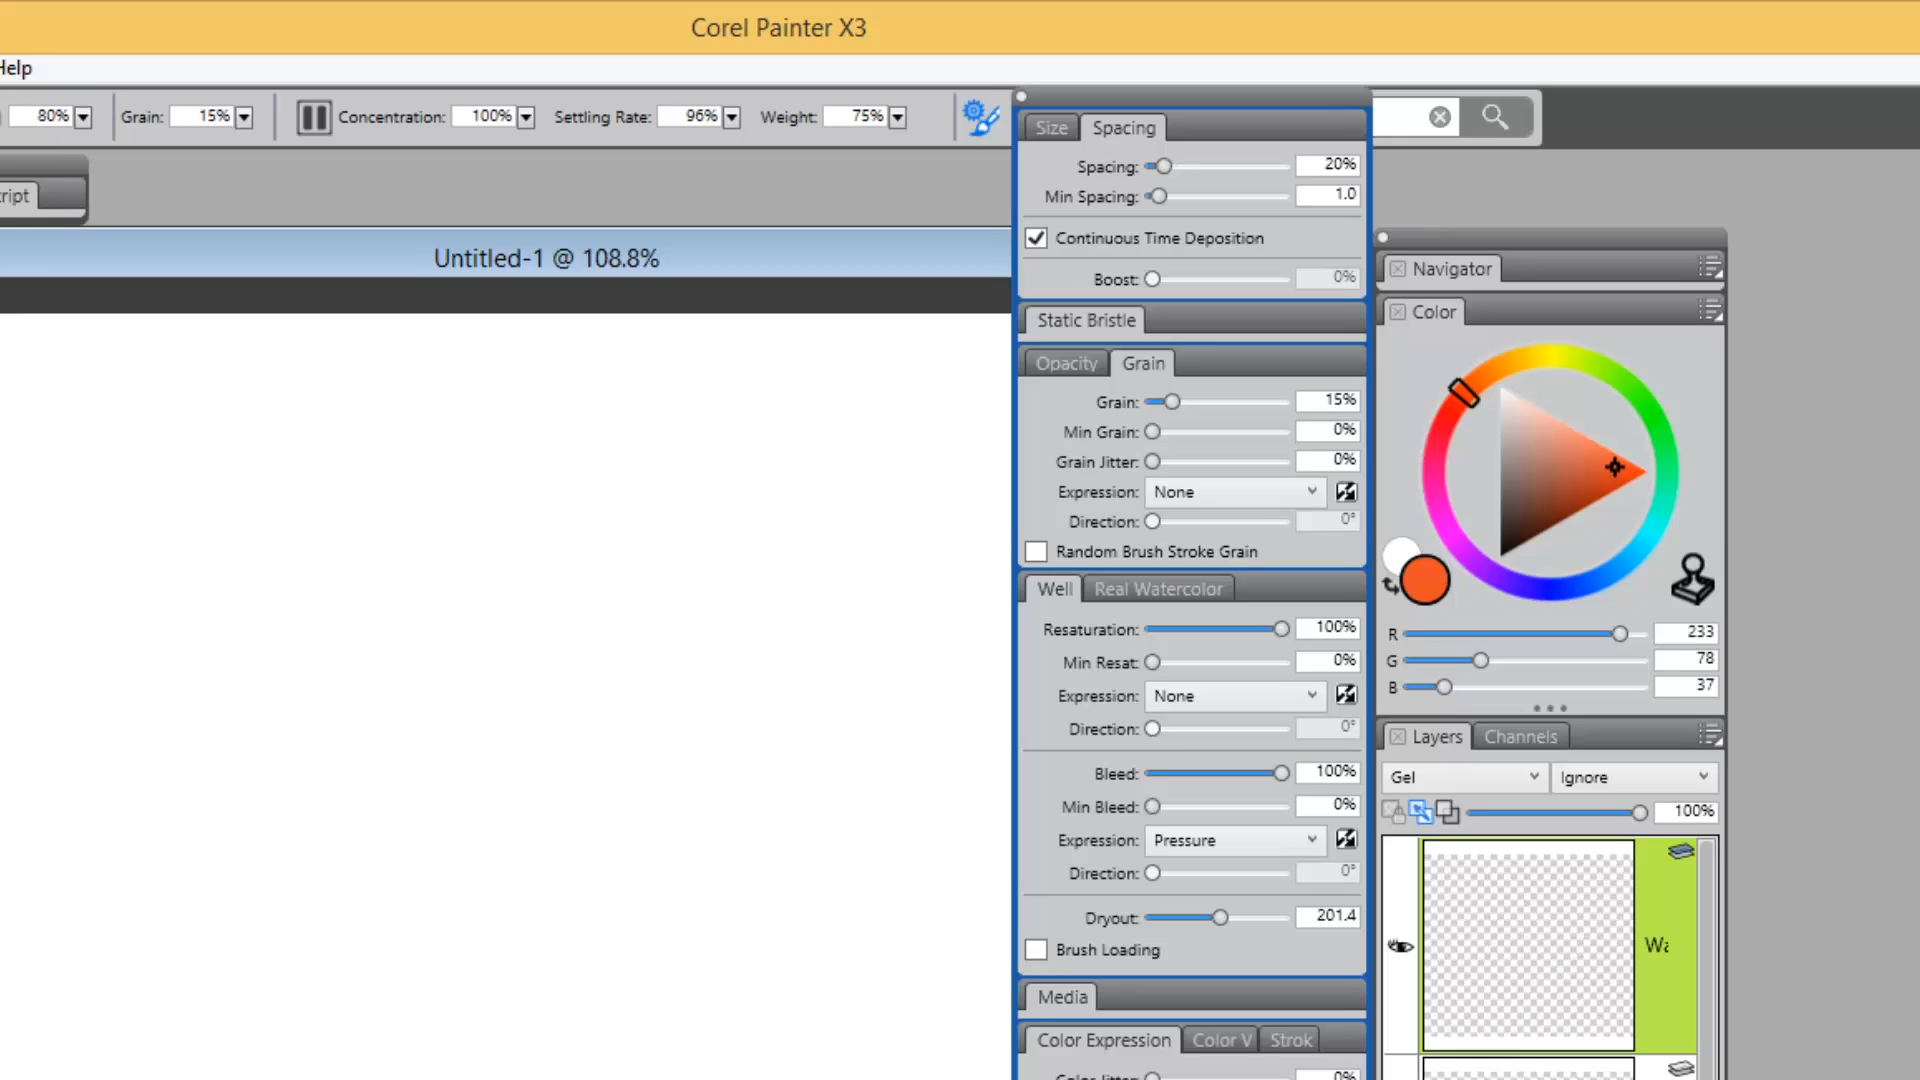 Corel Painter X3
Help
80% Grain: 15% Concentration: 100% Settling Rate: 96% Weight: 75%
Size Spacing
Spacing: 20%
Min Spacing: 1.0
Continuous Time Deposition
Boost: 0%
Static Bristle
Opacity Grain
Grain: 15%
Min Grain: 0%
Grain Jitter: 0%
Expression: None
Direction: 0°
Random Brush Stroke Grain
Well Real Watercolor
Resaturation: 100%
Min Resat: 0%
Expression: None
Direction: 0°
Bleed: 100%
Min Bleed: 0%
Expression: Pressure
Direction: 0°
Dryout: 201.4
Brush Loading
Media
Color Expression Color V Strok
Color Jitter: 0%
ript
Untitled-1 @ 108.8%
Navigator
Color
R 233
G 78
B 37
Layers Channels
Gel Ignore
100%
Wa